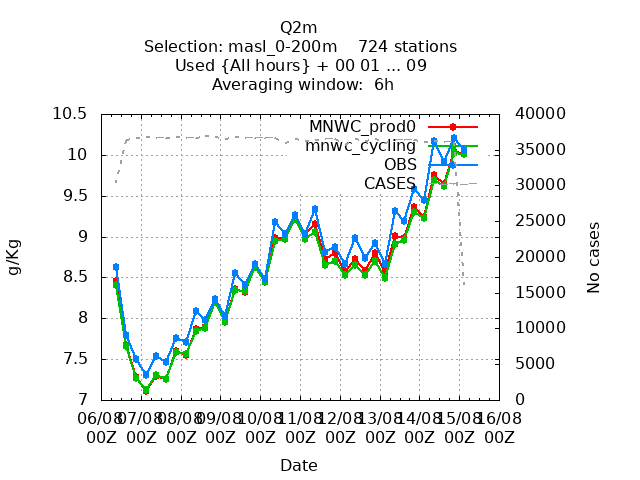 Q2m
Selection: masl_0-200m    724 stations
Used {All hours} + 00 01 ... 09
Averaging window:  6h
10.5
10
9.5
9
8.5
8
7.5
7
40000
35000
30000
25000
20000
15000
10000
5000
0
MNWC_prod0
mnwc_cycling
OBS
CASES
g/Kg
No cases
06/08 07/08 08/08 09/08 10/08 11/08 12/08 13/08 14/08 15/08 16/08
00Z 00Z 00Z 00Z 00Z 00Z 00Z 00Z 00Z 00Z 00Z
Date